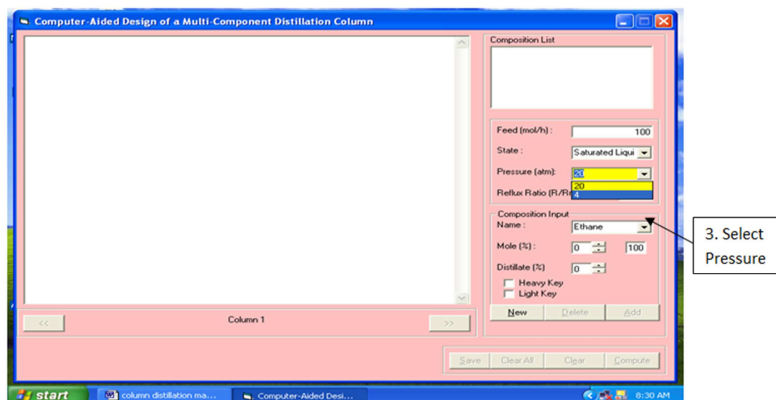 Computer-Aided Design of a Multi-Component Distillation Column
Composition List
Feed (mol/h) : 100
State : Saturated Liqui
Pressure (atm): 20
20
4
Reflux Ratio (R/R
Composition Input
Name : Ethane
Mole (%) : 0 100
Distillate (%) 0
Heavy Key
Light Key
New Delete Add
<< Column 1 >>
Save Clear All Clear Compute
3. Select
Pressure
start column distillation ma... Computer-Aided Desi... 8:30 AM